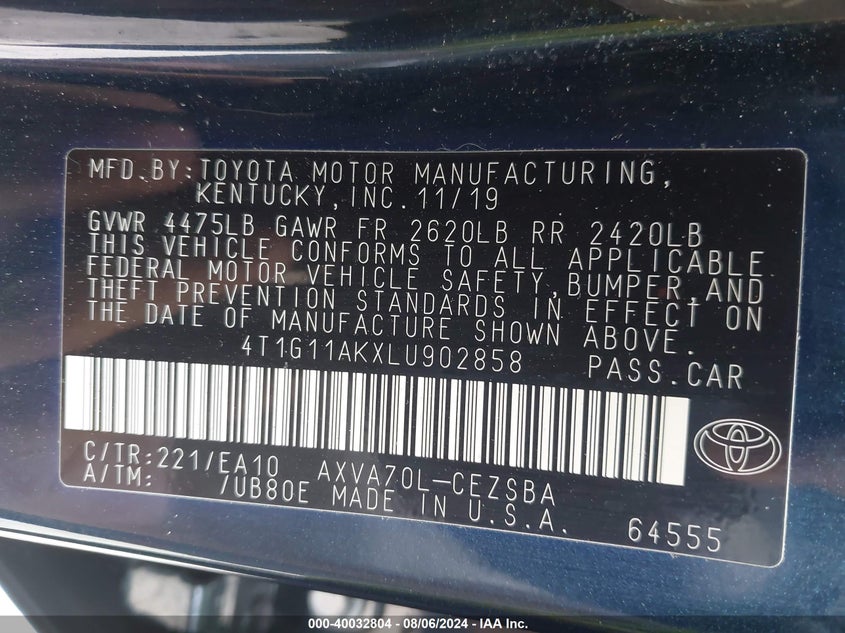 MFD.BY:TOYOTA MOTOR MANUFACTURING,
KENTUCKY,INC.11/19
GVWR 4475LB GAWR FR 2620LB RR 2420LB
THIS VEHICLE CONFORMS TO ALL APPLICABLE
FEDERAL MOTOR VEHICLE SAFETY,BUMPER,AND
THEFT PREVENTION STANDARDS IN EFFECT ON
THE DATE OF MANUFACTURE SHOWN ABOVE.
4T1G11AKXLU902858 PASS.CAR
C/TR:221/EA10 AXVA70L-CEZSBA
A/TM: /UB80E MADE IN U.S.A.
64555
000-40032804 - 08/06/2024 - IAA Inc.